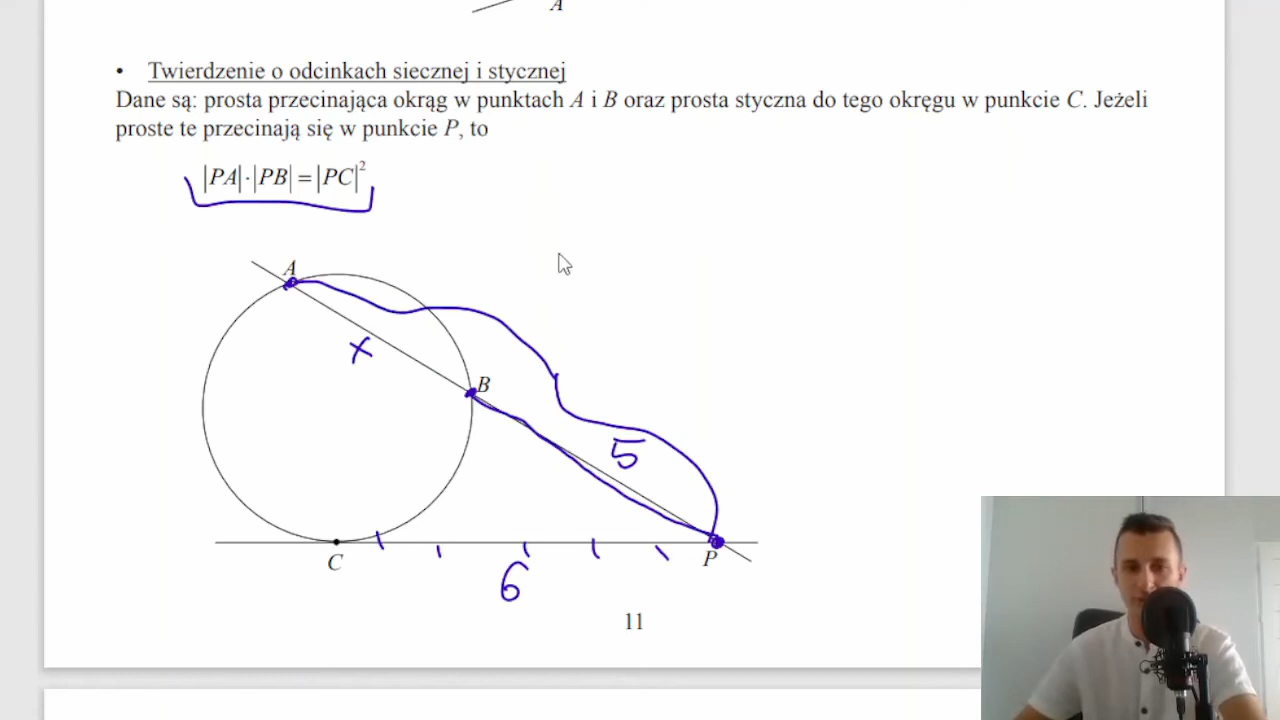 A
• Twierdzenie o odcinkach siecznej i stycznej
Dane są: prosta przecinająca okrąg w punktach A i B oraz prosta styczna do tego okręgu w punkcie C. Jeżeli
proste te przecinają się w punkcie P, to
|PA|·|PB|=|PC|²
A
x
B
5
C
P
6
11